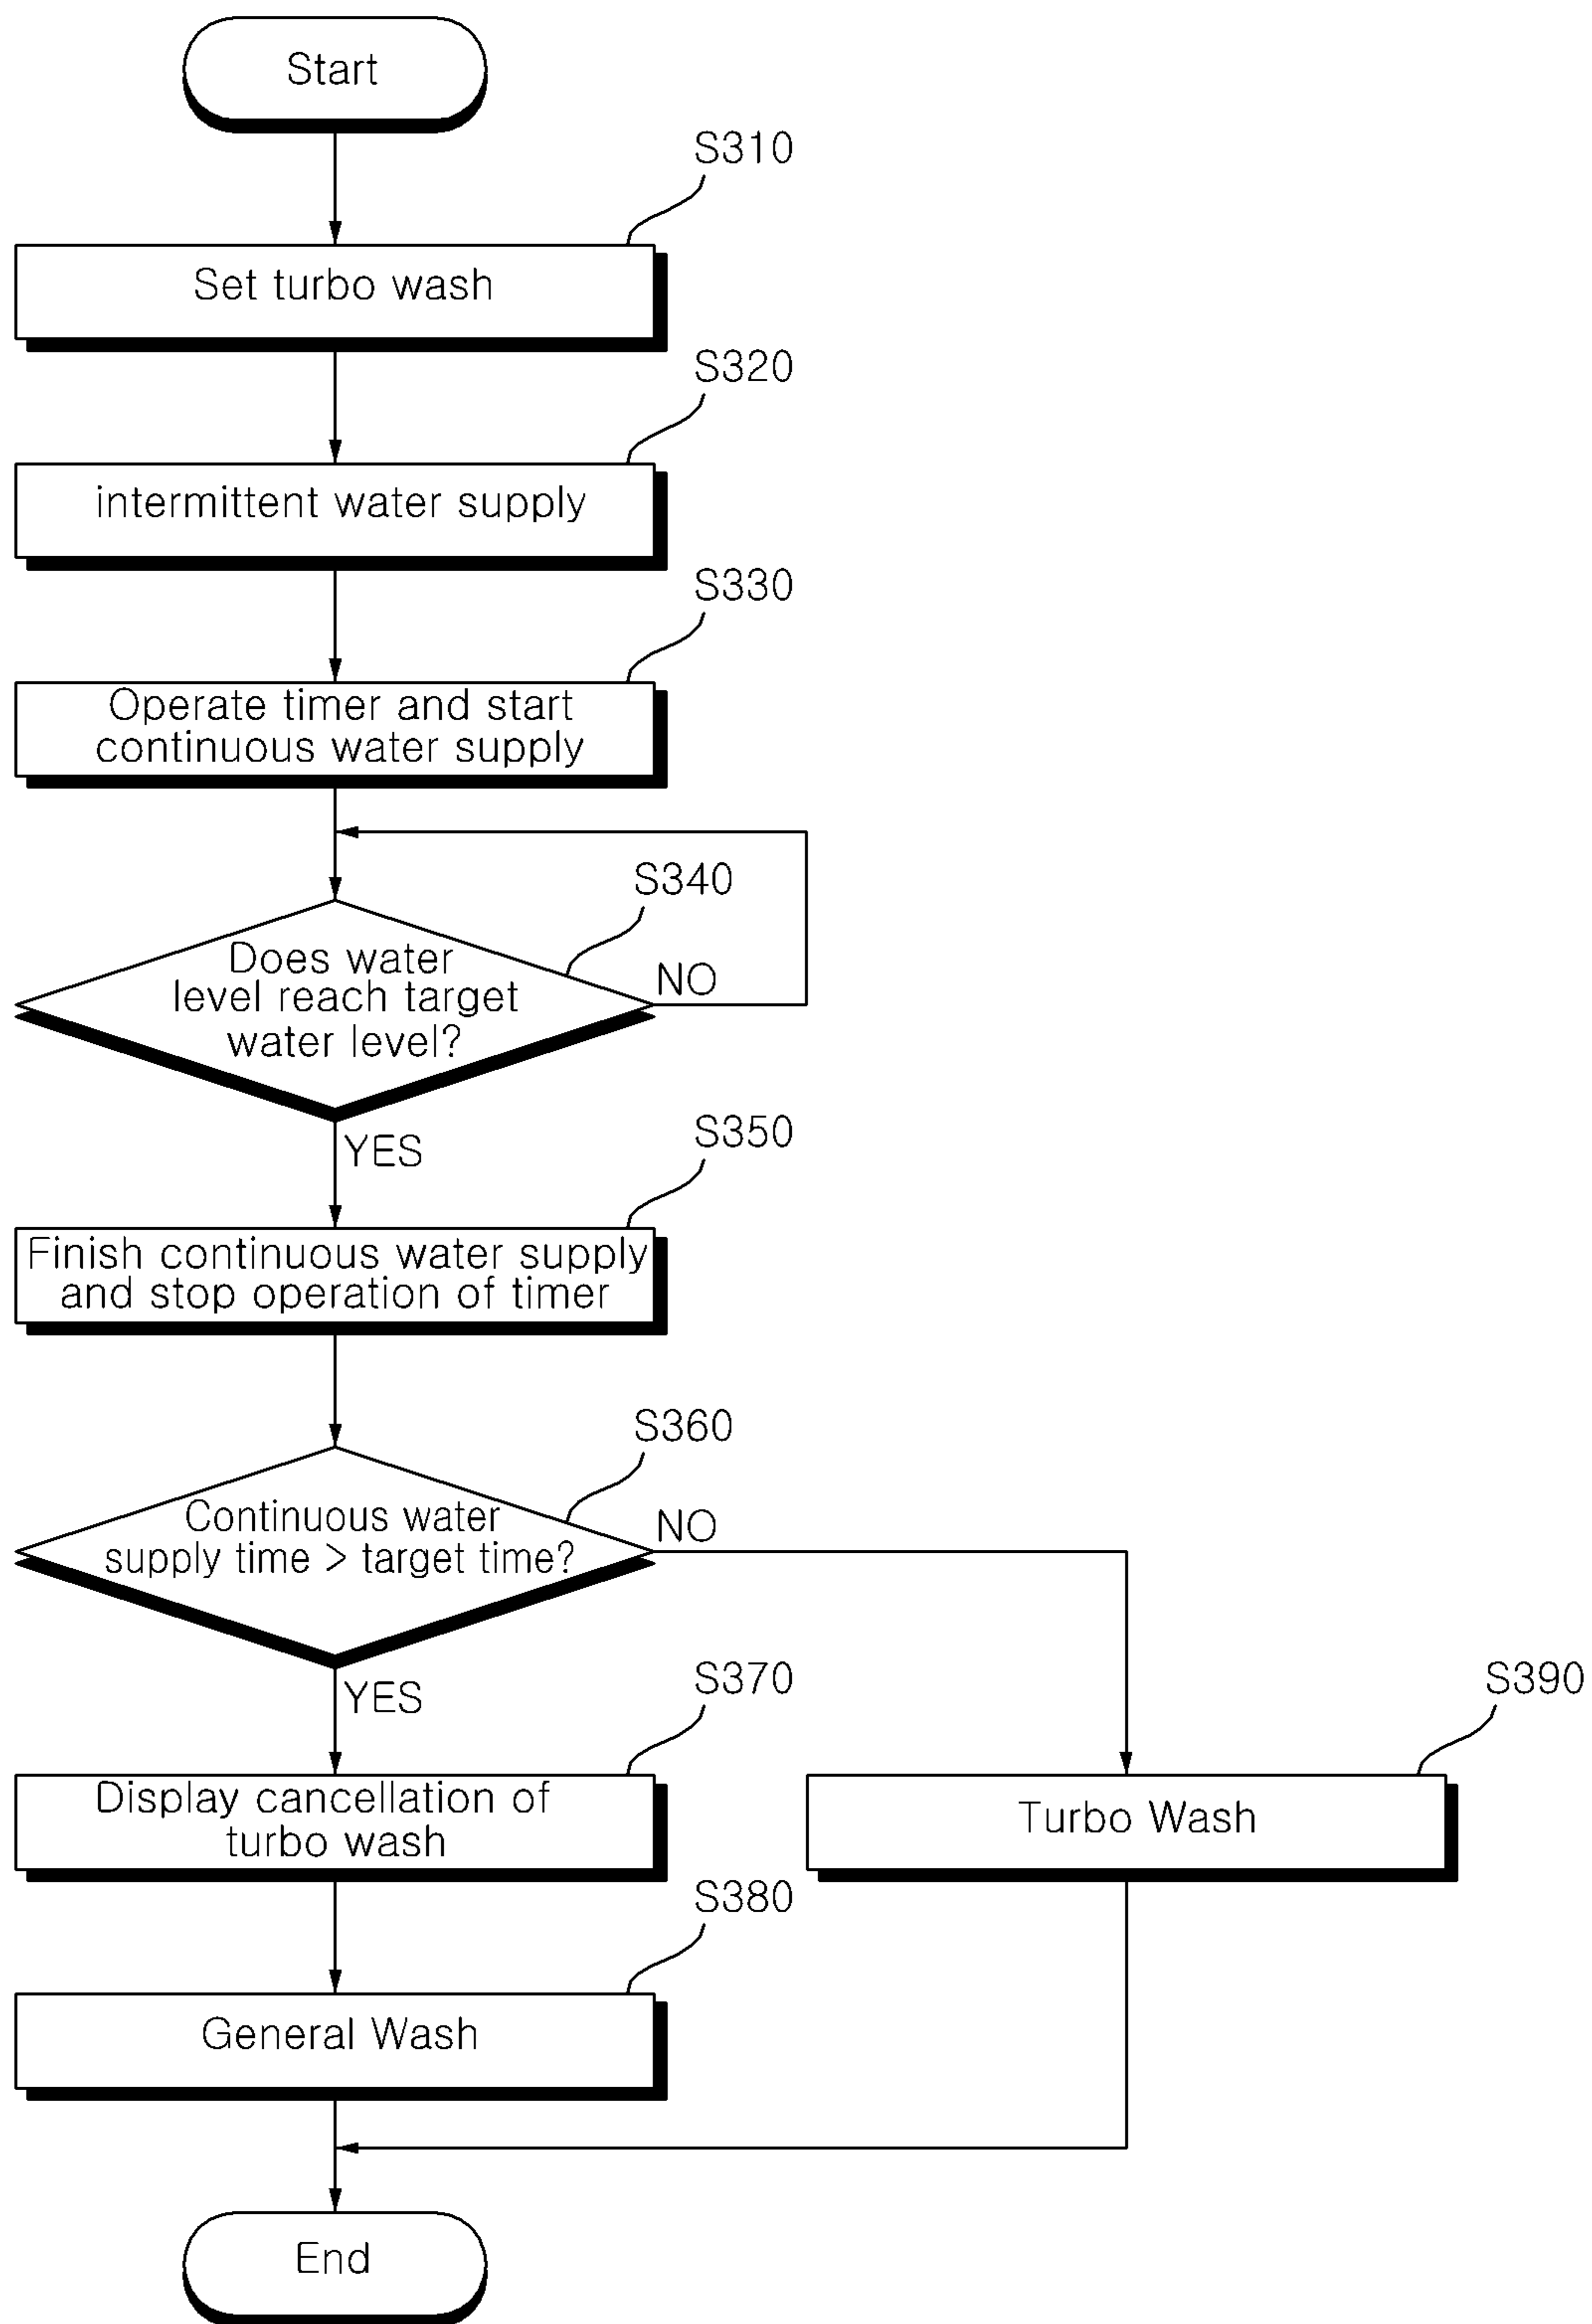 Start
S310
Set turbo wash
S320
intermittent water supply
S330
Operate timer and start
continuous water supply
S340
Does water
level reach target
water level?
NO
YES
S350
Finish continuous water supply
and stop operation of timer
S360
Continuous water
supply time > target time?
NO
YES
S370
Display cancellation of
turbo wash
S390
Turbo Wash
S380
General Wash
End